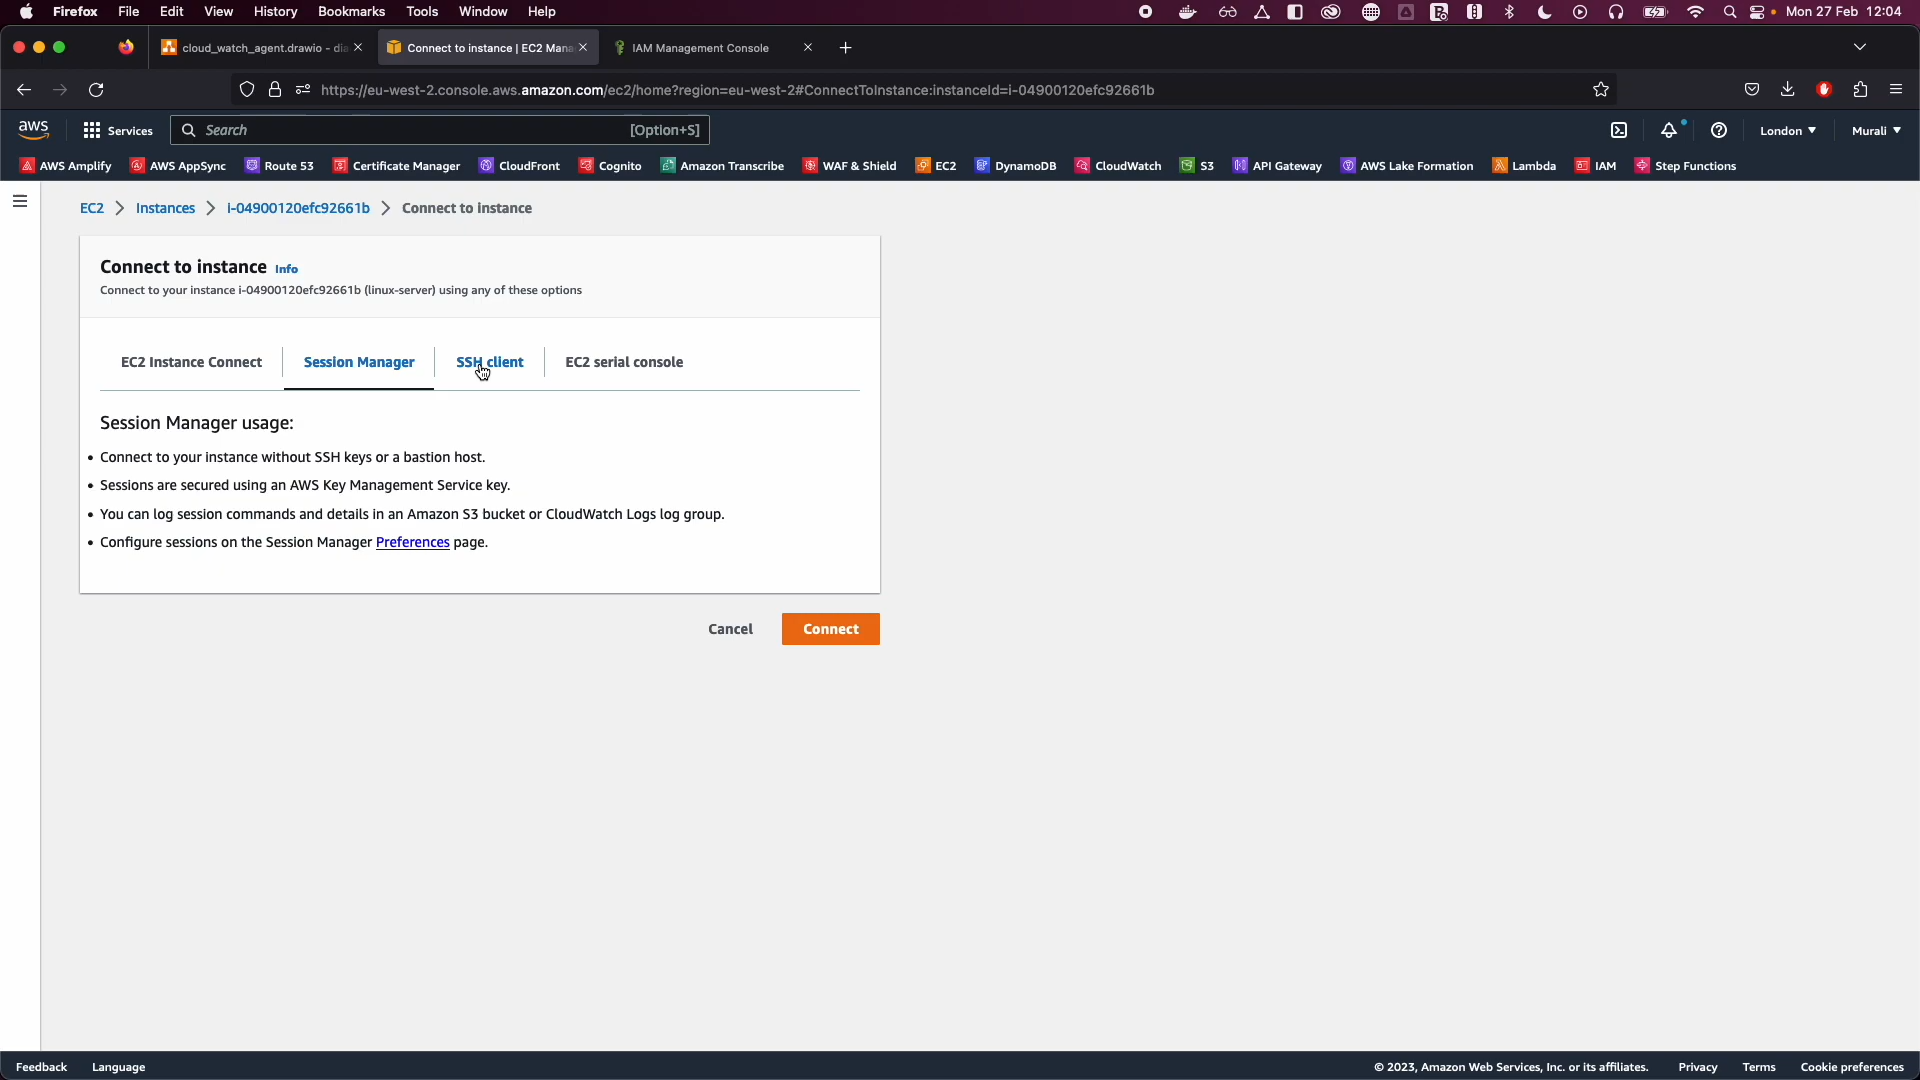 Firefox File Edit View History Bookmarks Tools Window Help Mon 27 Feb 12:04
cloud_watch_agent.drawio - dia Connect to instance | EC2 Mana IAM Management Console
https://eu-west-2.console.aws.amazon.com/ec2/home?region=eu-west-2#ConnectToInstance:instanceId=i-04900120efc92661b
aws Services Search [Option+S] London Murali
AWS Amplify AWS AppSync Route 53 Certificate Manager CloudFront Cognito Amazon Transcribe WAF & Shield EC2 DynamoDB CloudWatch S3 API Gateway AWS Lake Formation Lambda IAM Step Functions
EC2 > Instances > i-04900120efc92661b > Connect to instance
Connect to instance Info
Connect to your instance i-04900120efc92661b (linux-server) using any of these options
EC2 Instance Connect Session Manager SSH client EC2 serial console
Session Manager usage:
• Connect to your instance without SSH keys or a bastion host.
• Sessions are secured using an AWS Key Management Service key.
• You can log session commands and details in an Amazon S3 bucket or CloudWatch Logs log group.
• Configure sessions on the Session Manager Preferences page.
Cancel Connect
Feedback Language © 2023, Amazon Web Services, Inc. or its affiliates. Privacy Terms Cookie preferences